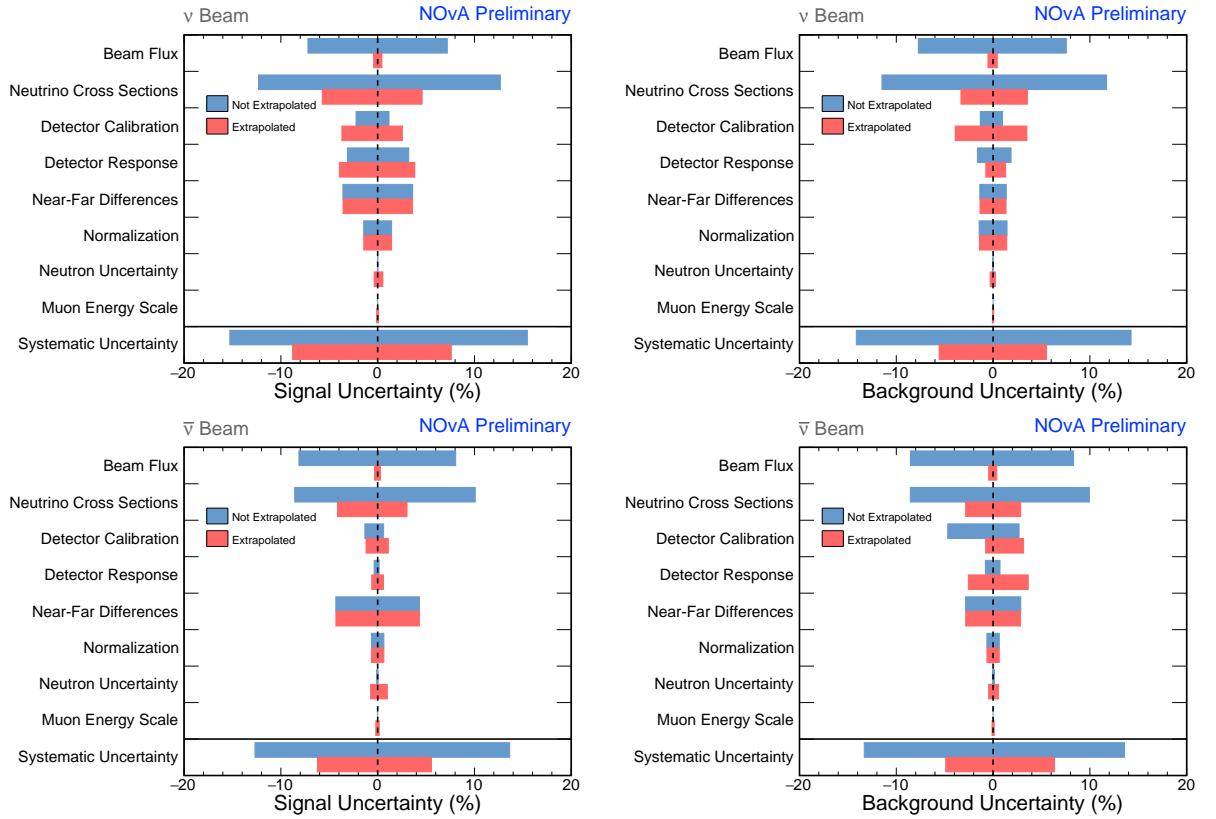 ν Beam NOvA Preliminary
Beam Flux
Neutrino Cross Sections
Not Extrapolated
Detector Calibration
Extrapolated
Detector Response
Near-Far Differences
Normalization
Neutron Uncertainty
Muon Energy Scale
Systematic Uncertainty
−20 −10 0 10 20
Signal Uncertainty (%)
ν Beam NOvA Preliminary
Beam Flux
Neutrino Cross Sections
Not Extrapolated
Detector Calibration
Extrapolated
Detector Response
Near-Far Differences
Normalization
Neutron Uncertainty
Muon Energy Scale
Systematic Uncertainty
−20 −10 0 10 20
Background Uncertainty (%)
ν̅ Beam NOvA Preliminary
Beam Flux
Neutrino Cross Sections
Not Extrapolated
Detector Calibration
Extrapolated
Detector Response
Near-Far Differences
Normalization
Neutron Uncertainty
Muon Energy Scale
Systematic Uncertainty
−20 −10 0 10 20
Signal Uncertainty (%)
ν̅ Beam NOvA Preliminary
Beam Flux
Neutrino Cross Sections
Not Extrapolated
Detector Calibration
Extrapolated
Detector Response
Near-Far Differences
Normalization
Neutron Uncertainty
Muon Energy Scale
Systematic Uncertainty
−20 −10 0 10 20
Background Uncertainty (%)